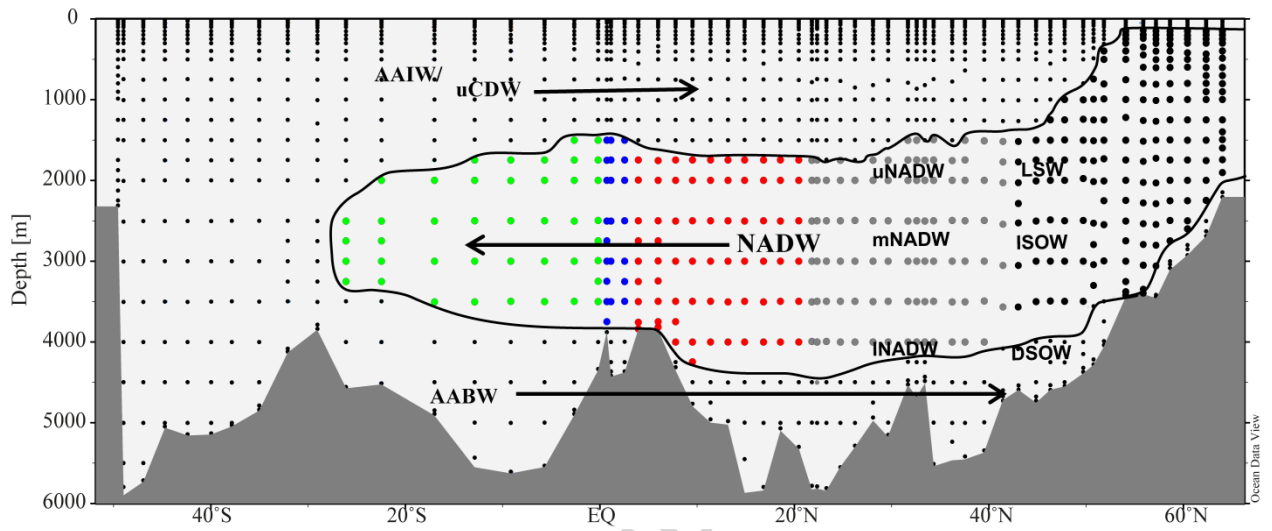 0
1000
2000
3000
4000
5000
6000
Depth [m]
AAIW/
uCDW
uNADW
LSW
NADW
mNADW
ISOW
lNADW
DSOW
AABW
40°S
20°S
EQ
20°N
40°N
60°N
Ocean Data View